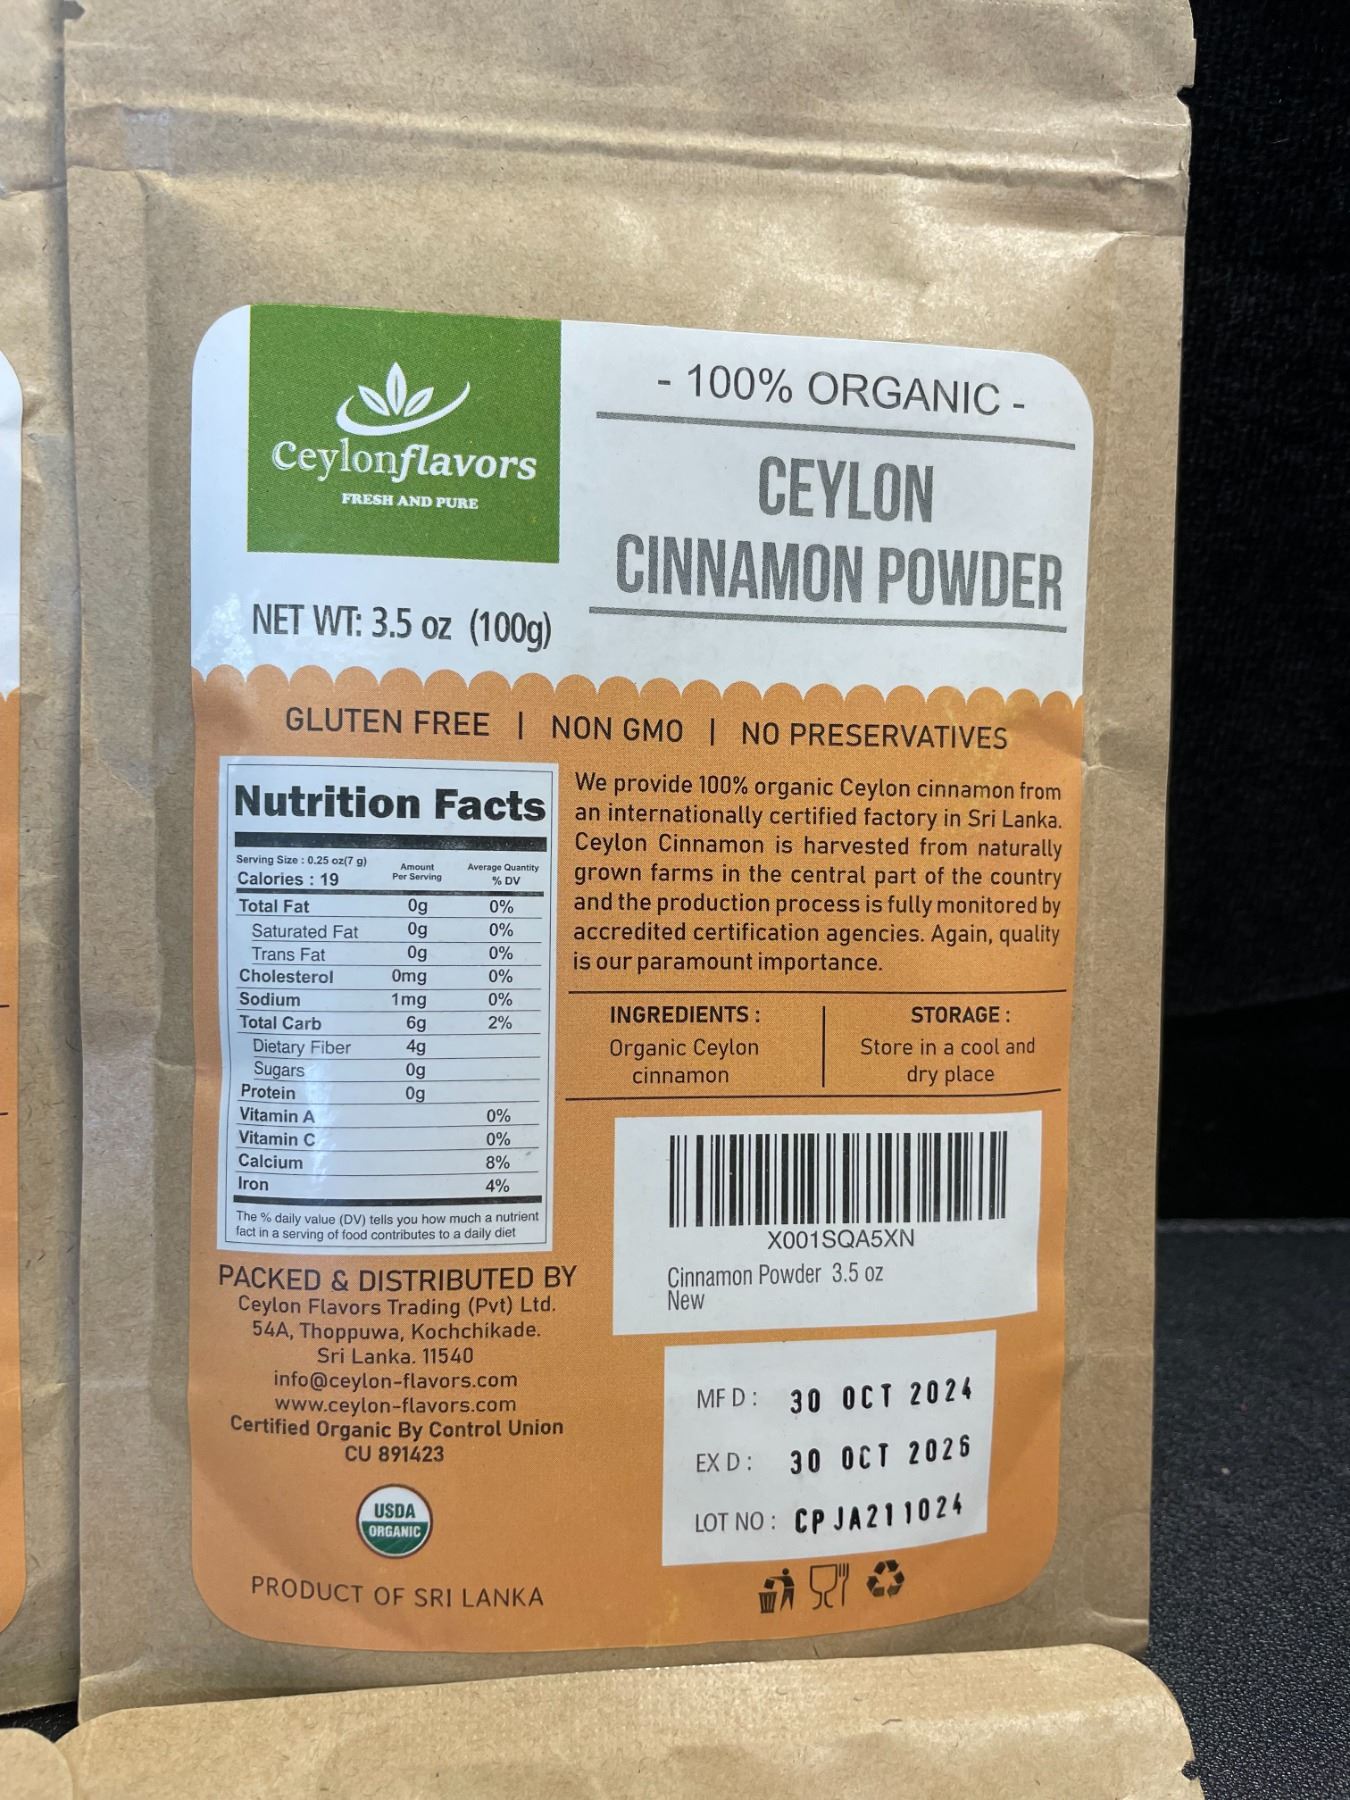 Ceylonflavors
FRESH AND PURE
NET WT: 3.5 oz (100g)
- 100% ORGANIC -
CEYLON
CINNAMON POWDER
GLUTEN FREE | NON GMO | NO PRESERVATIVES
Nutrition Facts
Serving Size : 0.25 oz(7 g)
Calories : 19
Amount
Per Serving
Average Quantity
% DV
Total Fat 0g 0%
Saturated Fat 0g 0%
Trans Fat 0g 0%
Cholesterol 0mg 0%
Sodium 1mg 0%
Total Carb 6g 2%
Dietary Fiber 4g
Sugars 0g
Protein 0g
Vitamin A 0%
Vitamin C 0%
Calcium 8%
Iron 4%
The % daily value (DV) tells you how much a nutrient
fact in a serving of food contributes to a daily diet
We provide 100% organic Ceylon cinnamon from
an internationally certified factory in Sri Lanka.
Ceylon Cinnamon is harvested from naturally
grown farms in the central part of the country
and the production process is fully monitored by
accredited certification agencies. Again, quality
is our paramount importance.
INGREDIENTS :
Organic Ceylon
cinnamon
STORAGE :
Store in a cool and
dry place
X001SQA5XN
Cinnamon Powder 3.5 oz
New
PACKED & DISTRIBUTED BY
Ceylon Flavors Trading (Pvt) Ltd.
54A, Thoppuwa, Kochchikade.
Sri Lanka. 11540
info@ceylon-flavors.com
www.ceylon-flavors.com
Certified Organic By Control Union
CU 891423
USDA
ORGANIC
PRODUCT OF SRI LANKA
MF D : 30 OCT 2024
EX D : 30 OCT 2026
LOT NO : CPJA211024